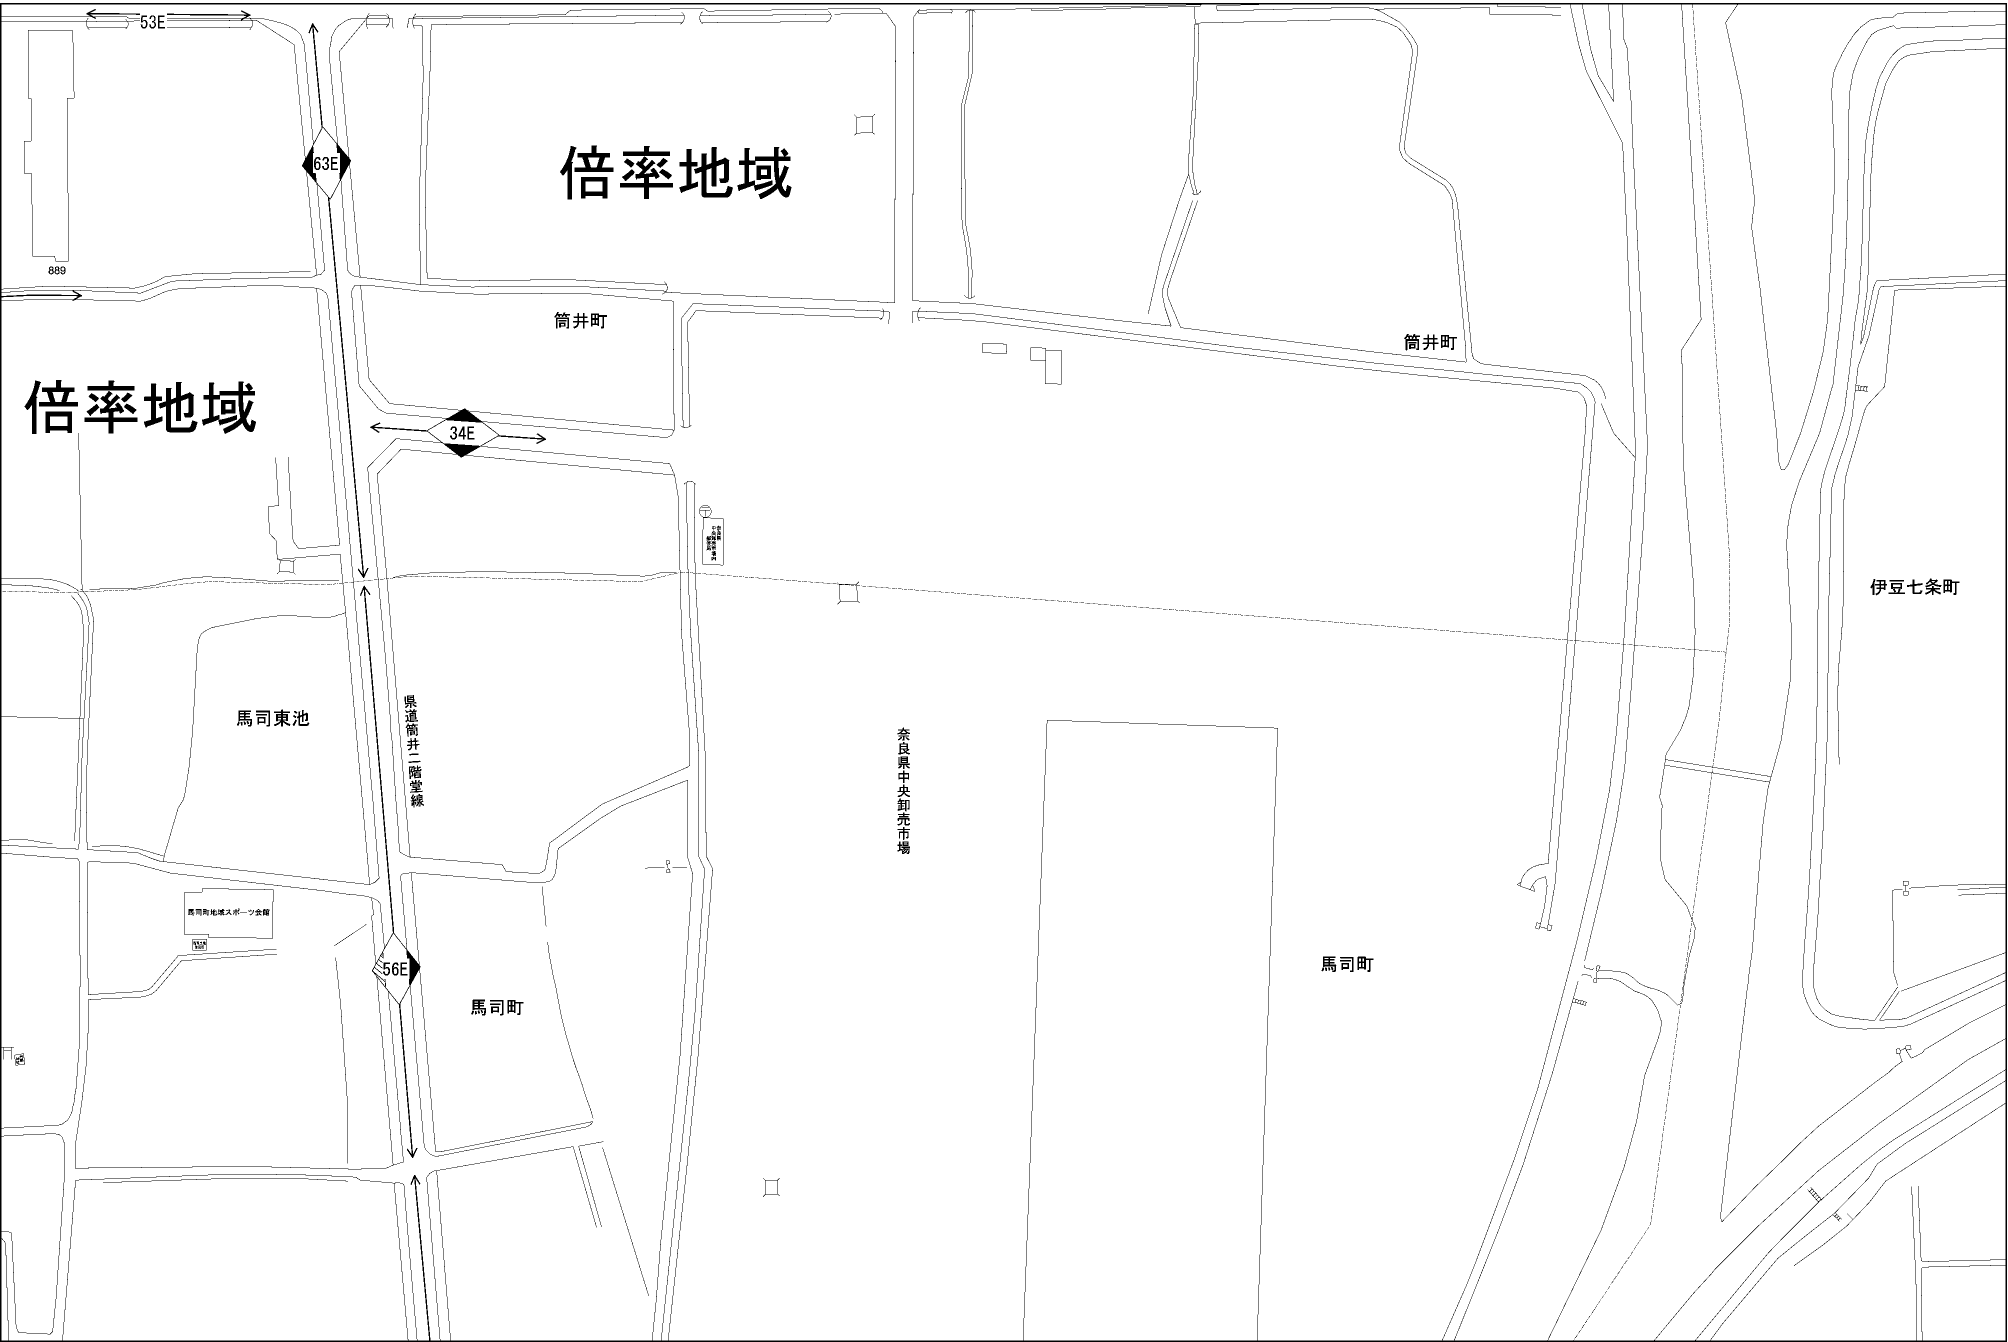 53E
63E
倍率地域
889
筒井町
筒井町
倍率地域
34E
伊豆七条町
馬司東池
県道筒井二階堂線
奈良県中央卸売市場
馬司町地域スポーツ会館
56E
馬司町
馬司町